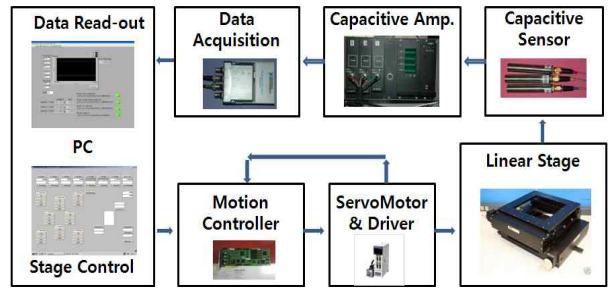 Data Read-out
PC
Stage Control
Data
Acquisition
Capacitive Amp.
Capacitive
Sensor
Motion
Controller
ServoMotor
& Driver
Linear Stage